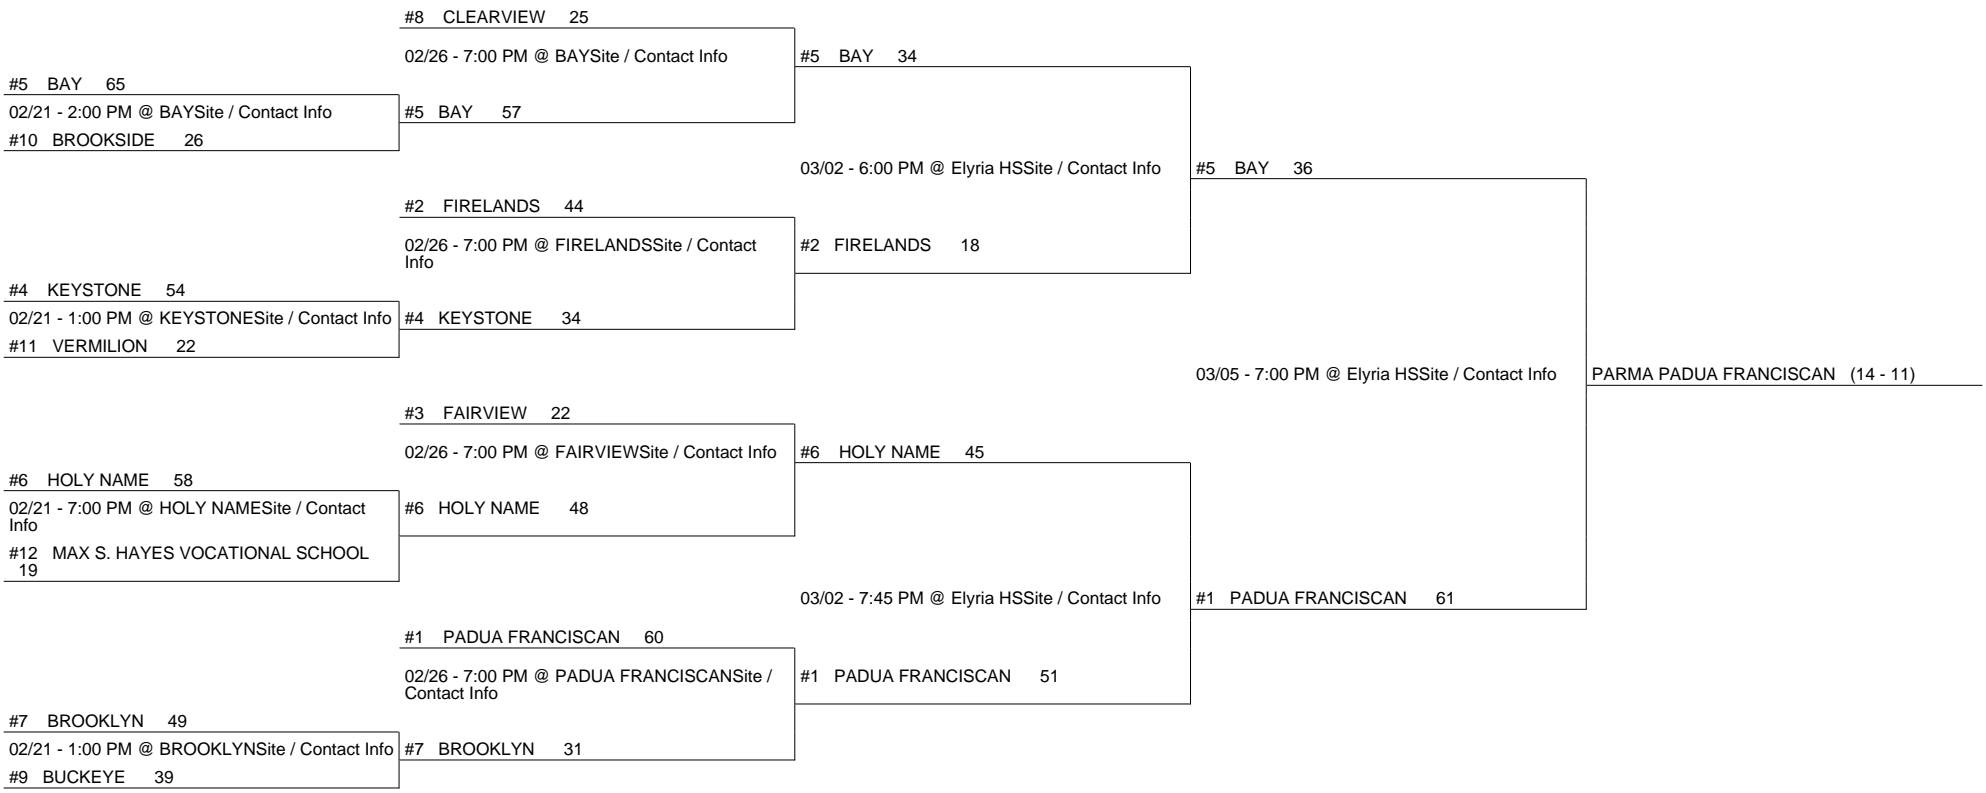 #8 CLEARVIEW 25
02/26 - 7:00 PM @ BAYSite / Contact Info
#5 BAY 34
#5 BAY 65
02/21 - 2:00 PM @ BAYSite / Contact Info
#5 BAY 57
#10 BROOKSIDE 26
03/02 - 6:00 PM @ Elyria HSSite / Contact Info
#5 BAY 36
#2 FIRELANDS 44
02/26 - 7:00 PM @ FIRELANDSSite / Contact
Info
#2 FIRELANDS 18
#4 KEYSTONE 54
02/21 - 1:00 PM @ KEYSTONESite / Contact Info
#4 KEYSTONE 34
#11 VERMILION 22
03/05 - 7:00 PM @ Elyria HSSite / Contact Info
PARMA PADUA FRANCISCAN (14 - 11)
#3 FAIRVIEW 22
02/26 - 7:00 PM @ FAIRVIEWSite / Contact Info
#6 HOLY NAME 45
#6 HOLY NAME 58
02/21 - 7:00 PM @ HOLY NAMESite / Contact
Info
#6 HOLY NAME 48
#12 MAX S. HAYES VOCATIONAL SCHOOL
19
03/02 - 7:45 PM @ Elyria HSSite / Contact Info
#1 PADUA FRANCISCAN 61
#1 PADUA FRANCISCAN 60
02/26 - 7:00 PM @ PADUA FRANCISCANSite /
Contact Info
#1 PADUA FRANCISCAN 51
#7 BROOKLYN 49
02/21 - 1:00 PM @ BROOKLYNSite / Contact Info
#7 BROOKLYN 31
#9 BUCKEYE 39